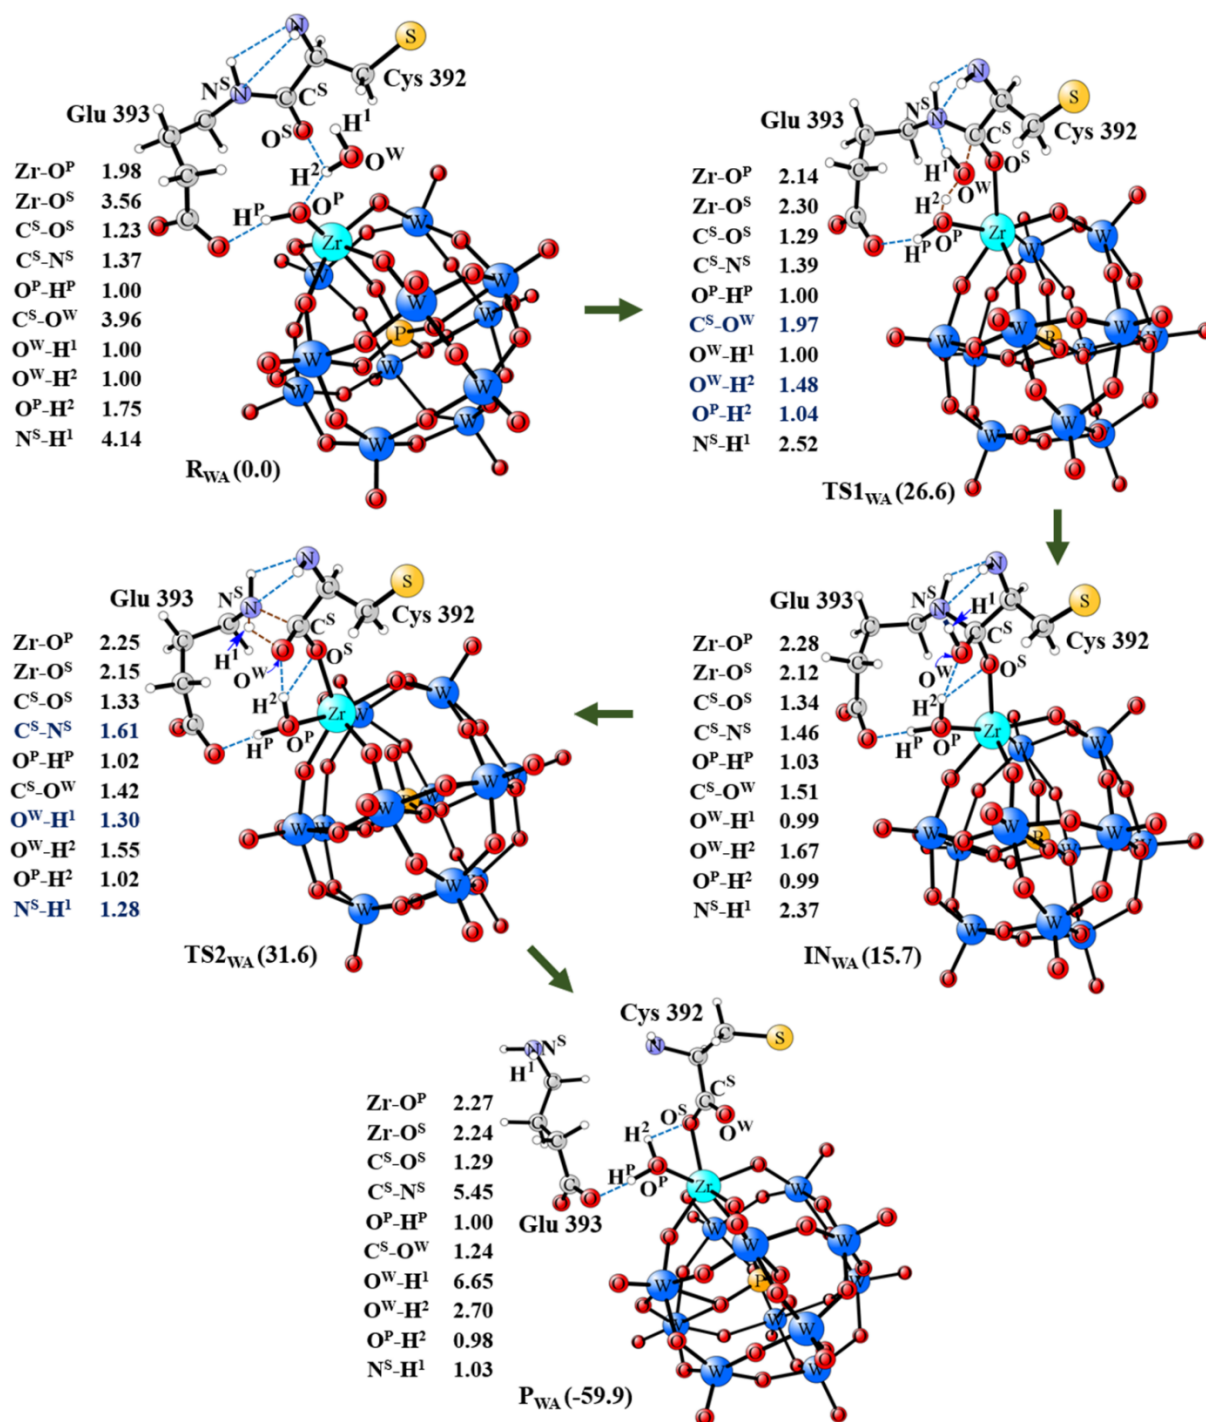 Cys 392
Glu 393
N^S
C^S
O^S
H^1
O^W
H^2
H^P
O^P
Zr-O^P 1.98
Zr-O^S 3.56
C^S-O^S 1.23
C^S-N^S 1.37
O^P-H^P 1.00
C^S-O^W 3.96
O^W-H^1 1.00
O^W-H^2 1.00
O^P-H^2 1.75
N^S-H^1 4.14
R_WA (0.0)
Glu 393
Cys 392
N^S
C^S
O^S
H^1
O^W
H^2
H^P
O^P
Zr-O^P 2.14
Zr-O^S 2.30
C^S-O^S 1.29
C^S-N^S 1.39
O^P-H^P 1.00
C^S-O^W 1.97
O^W-H^1 1.00
O^W-H^2 1.48
O^P-H^2 1.04
N^S-H^1 2.52
TS1_WA (26.6)
Glu 393
Cys 392
N^S
C^S
H^1
O^W
O^S
H^2
H^P
O^P
Zr-O^P 2.25
Zr-O^S 2.15
C^S-O^S 1.33
C^S-N^S 1.61
O^P-H^P 1.02
C^S-O^W 1.42
O^W-H^1 1.30
O^W-H^2 1.55
O^P-H^2 1.02
N^S-H^1 1.28
TS2_WA (31.6)
Glu 393
Cys 392
N^S
H^1
C^S
O^W
O^S
H^2
H^P
O^P
Zr-O^P 2.28
Zr-O^S 2.12
C^S-O^S 1.34
C^S-N^S 1.46
O^P-H^P 1.03
C^S-O^W 1.51
O^W-H^1 0.99
O^W-H^2 1.67
O^P-H^2 0.99
N^S-H^1 2.37
IN_WA (15.7)
Cys 392
N^S
H^1
C^S
O^S
O^W
H^2
H^P
O^P
Glu 393
Zr-O^P 2.27
Zr-O^S 2.24
C^S-O^S 1.29
C^S-N^S 5.45
O^P-H^P 1.00
C^S-O^W 1.24
O^W-H^1 6.65
O^W-H^2 2.70
O^P-H^2 0.98
N^S-H^1 1.03
P_WA (-59.9)